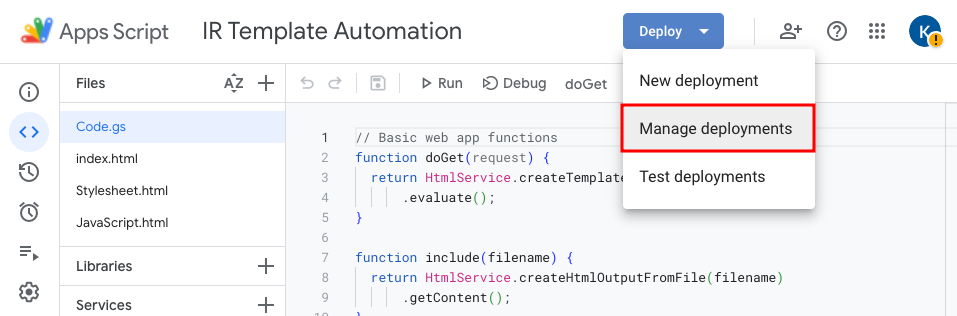 Apps Script IR Template Automation Deploy K
Files AZ Run Debug doGet New deployment
Code.gs
index.html
Stylesheet.html
JavaScript.html
Libraries
Services
Manage deployments
Test deployments
1 // Basic web app functions
2 function doGet(request) {
3 return HtmlService.createTemplate
4 .evaluate();
5 }
6
7 function include(filename) {
8 return HtmlService.createHtmlOutputFromFile(filename)
9 .getContent();